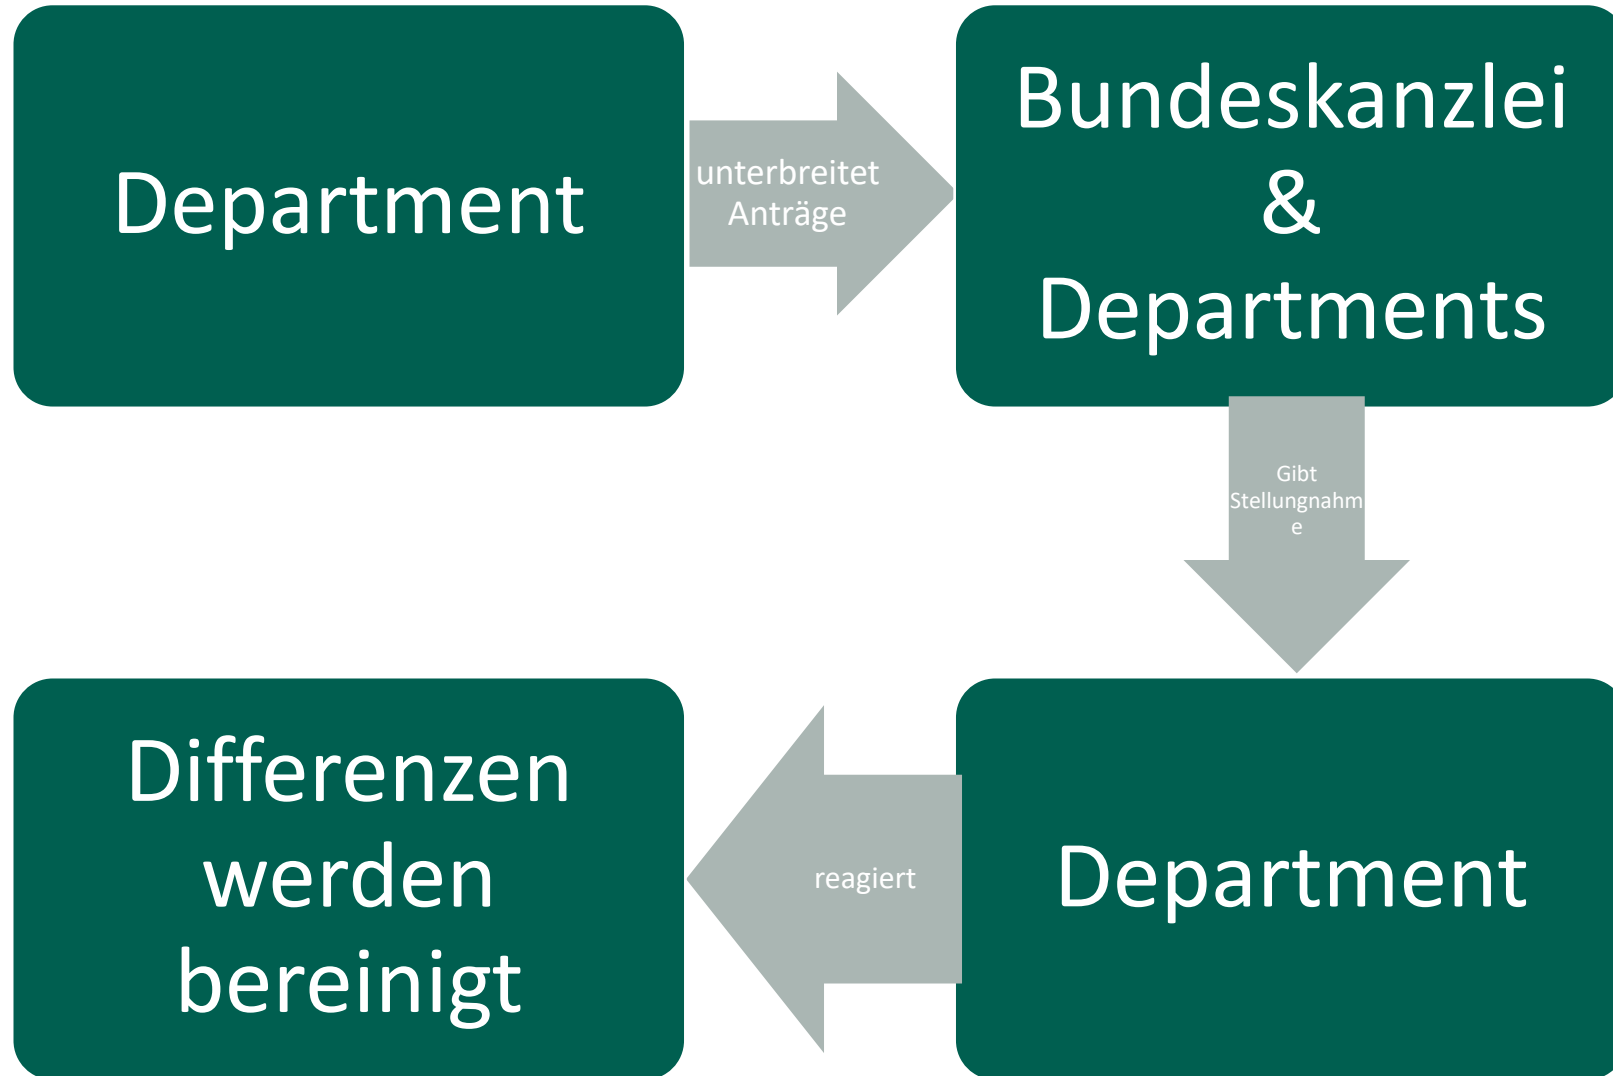 Department
unterbreitet
Anträge
Bundeskanzlei
&
Departments
Gibt
Stellungnahm
e
Department
reagiert
Differenzen
werden
bereinigt